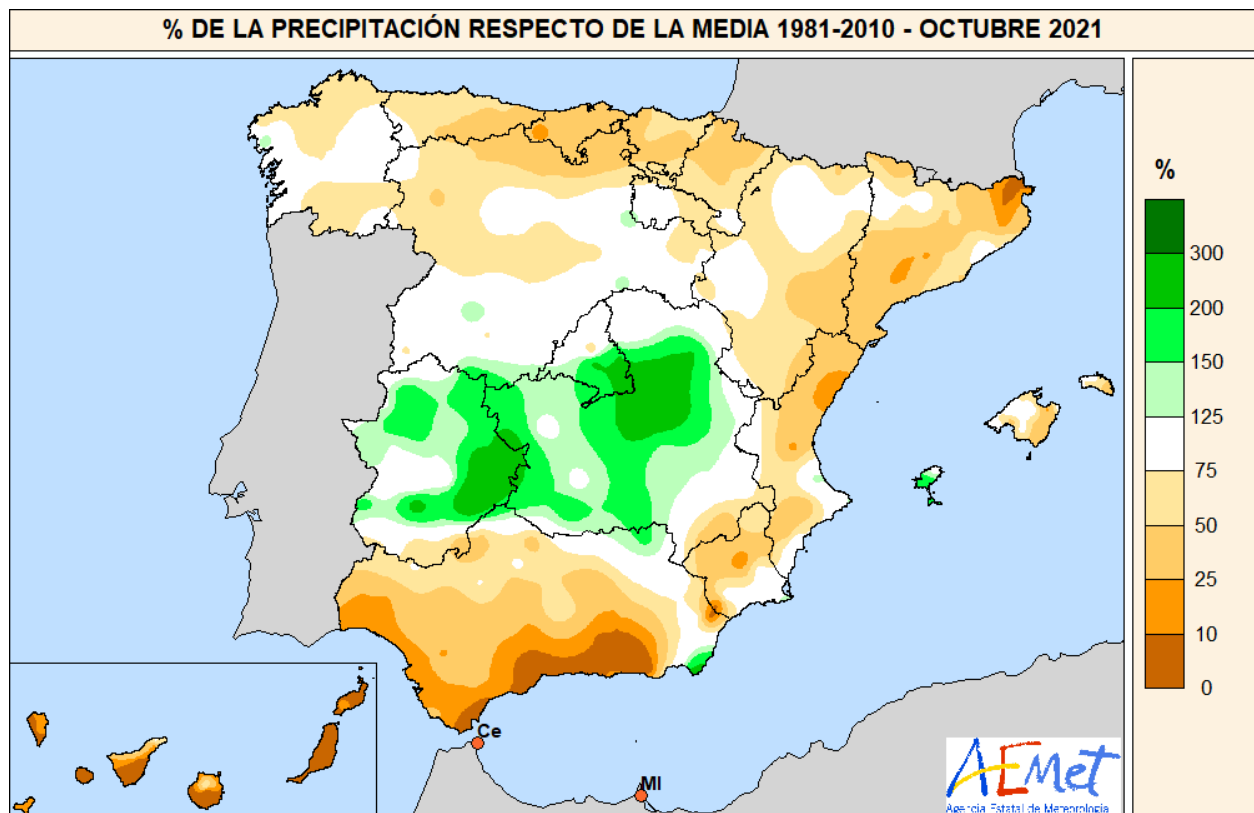 % DE LA PRECIPITACIÓN RESPECTO DE LA MEDIA 1981-2010 - OCTUBRE 2021
%
300
200
150
125
75
50
25
10
0
Ce
Ml
AEMet
Agencia Estatal de Meteorología